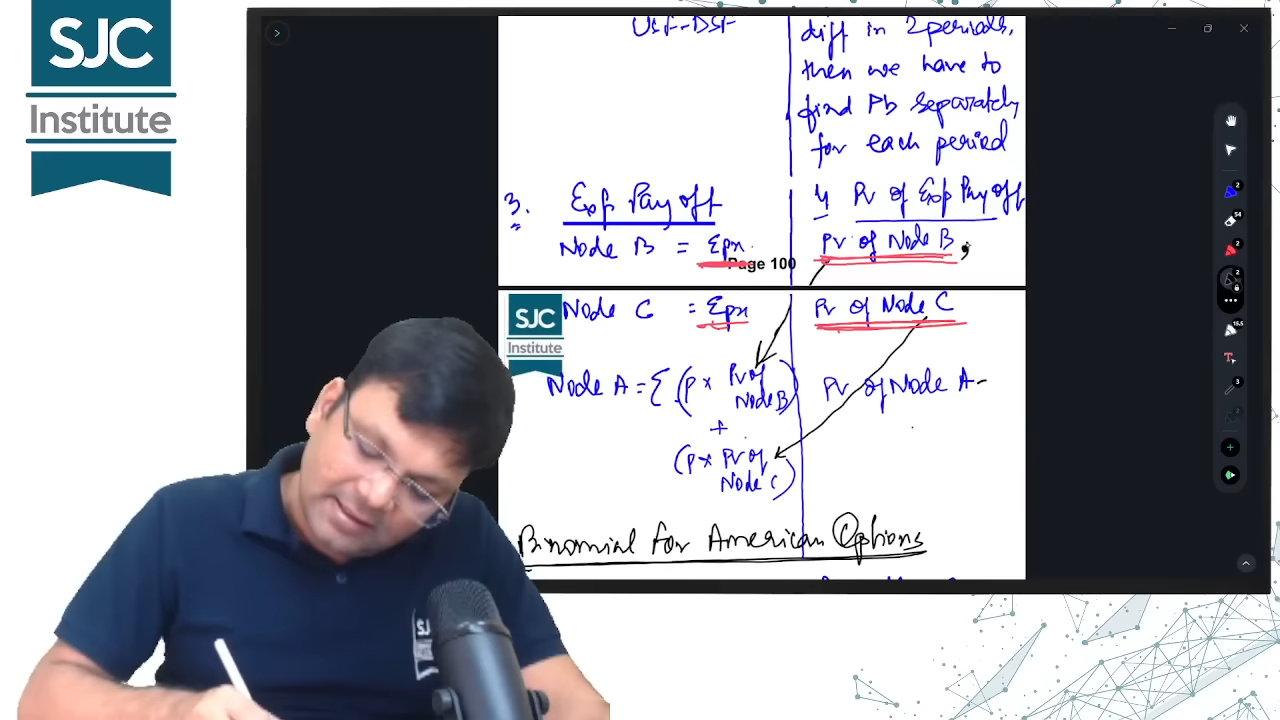 SJC
Institute
diff in 2 periods,
then we have to
find Pb separately
for each period
3. Exp. Pay off
Node B = Σpx
4 Pv of Exp Pay off
Pv of Node B ;
Page 100
SJC
Institute
Node C = Σpx
Pv of Node C
Node A = Σ (p × Pv of
Node B)
+
(p × Pv of
Node C)
Pv of Node A -
Binomial for American Options